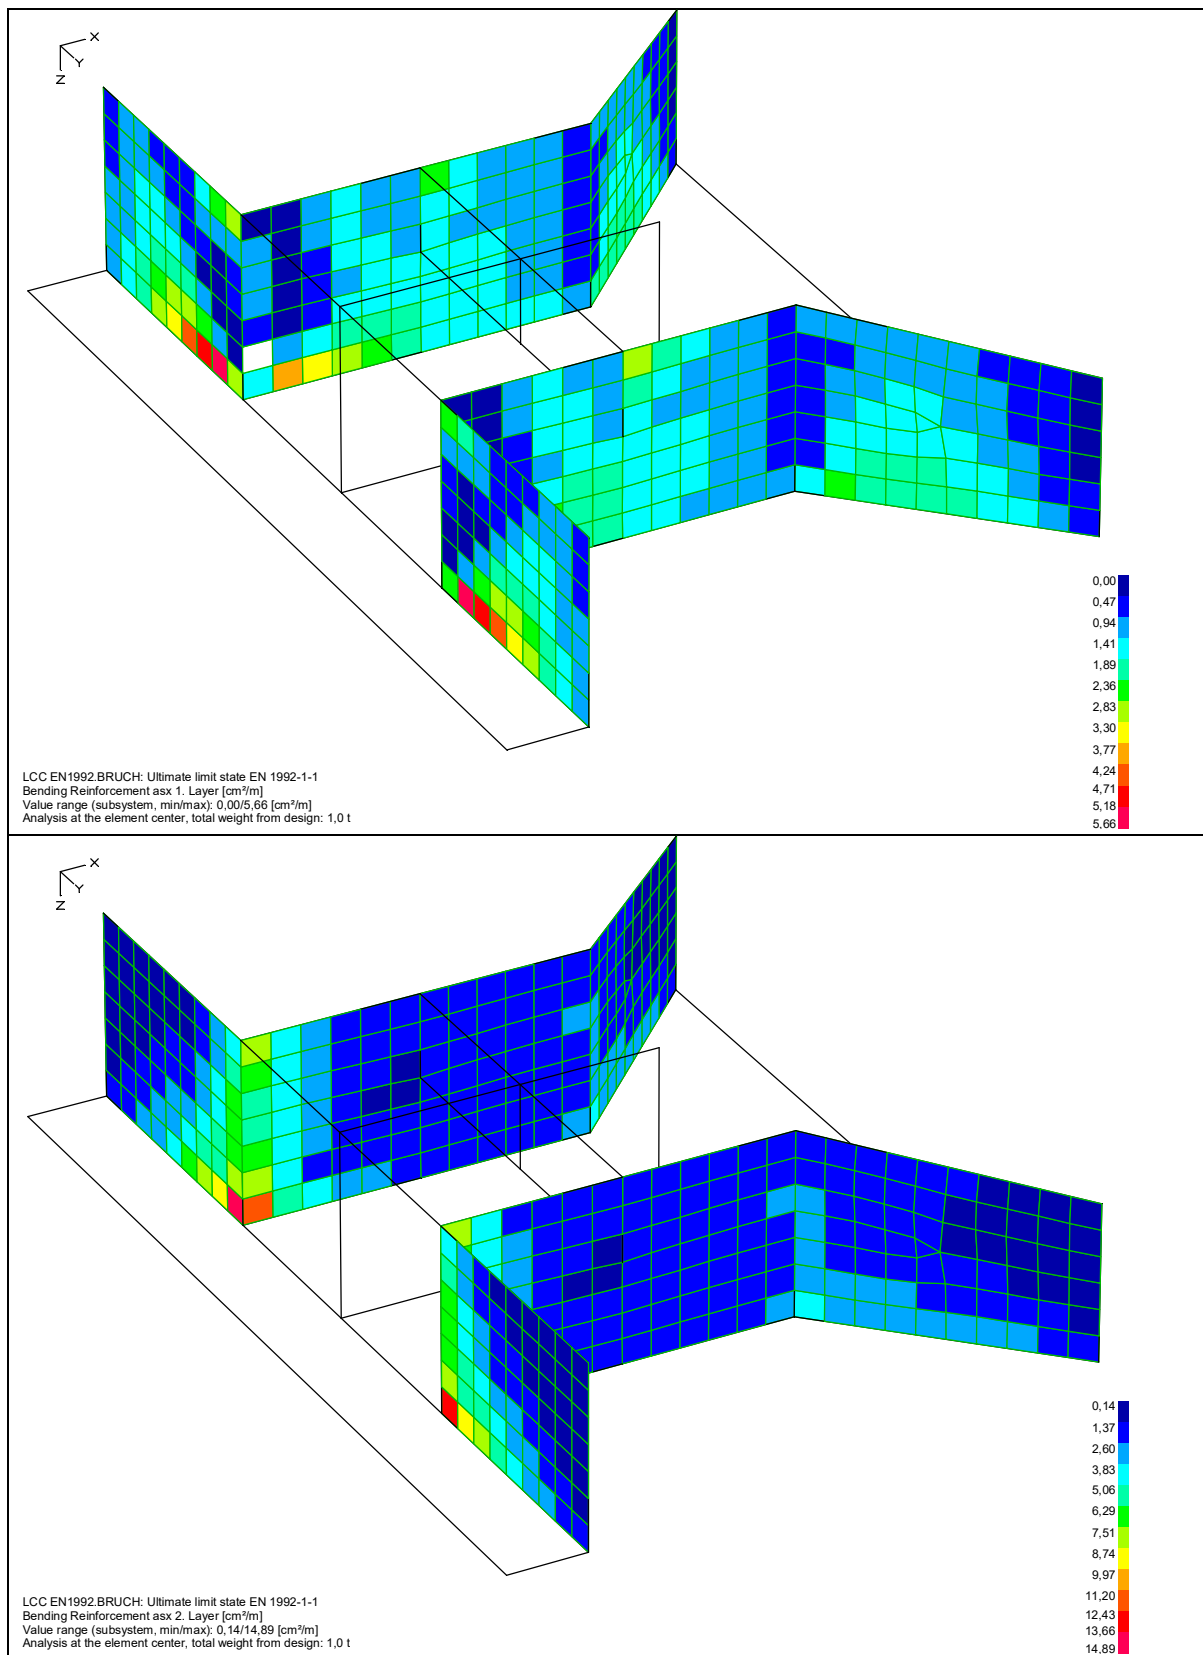 X
Y
Z
0,00
0,47
0,94
1,41
1,89
2,36
2,83
3,30
3,77
4,24
4,71
5,18
5,66
LCC EN1992.BRUCH: Ultimate limit state EN 1992-1-1
Bending Reinforcement asx 1. Layer [cm²/m]
Value range (subsystem, min/max): 0,00/5,66 [cm²/m]
Analysis at the element center, total weight from design: 1,0 t
X
Y
Z
0,14
1,37
2,60
3,83
5,06
6,29
7,51
8,74
9,97
11,20
12,43
13,66
14,89
LCC EN1992.BRUCH: Ultimate limit state EN 1992-1-1
Bending Reinforcement asx 2. Layer [cm²/m]
Value range (subsystem, min/max): 0,14/14,89 [cm²/m]
Analysis at the element center, total weight from design: 1,0 t